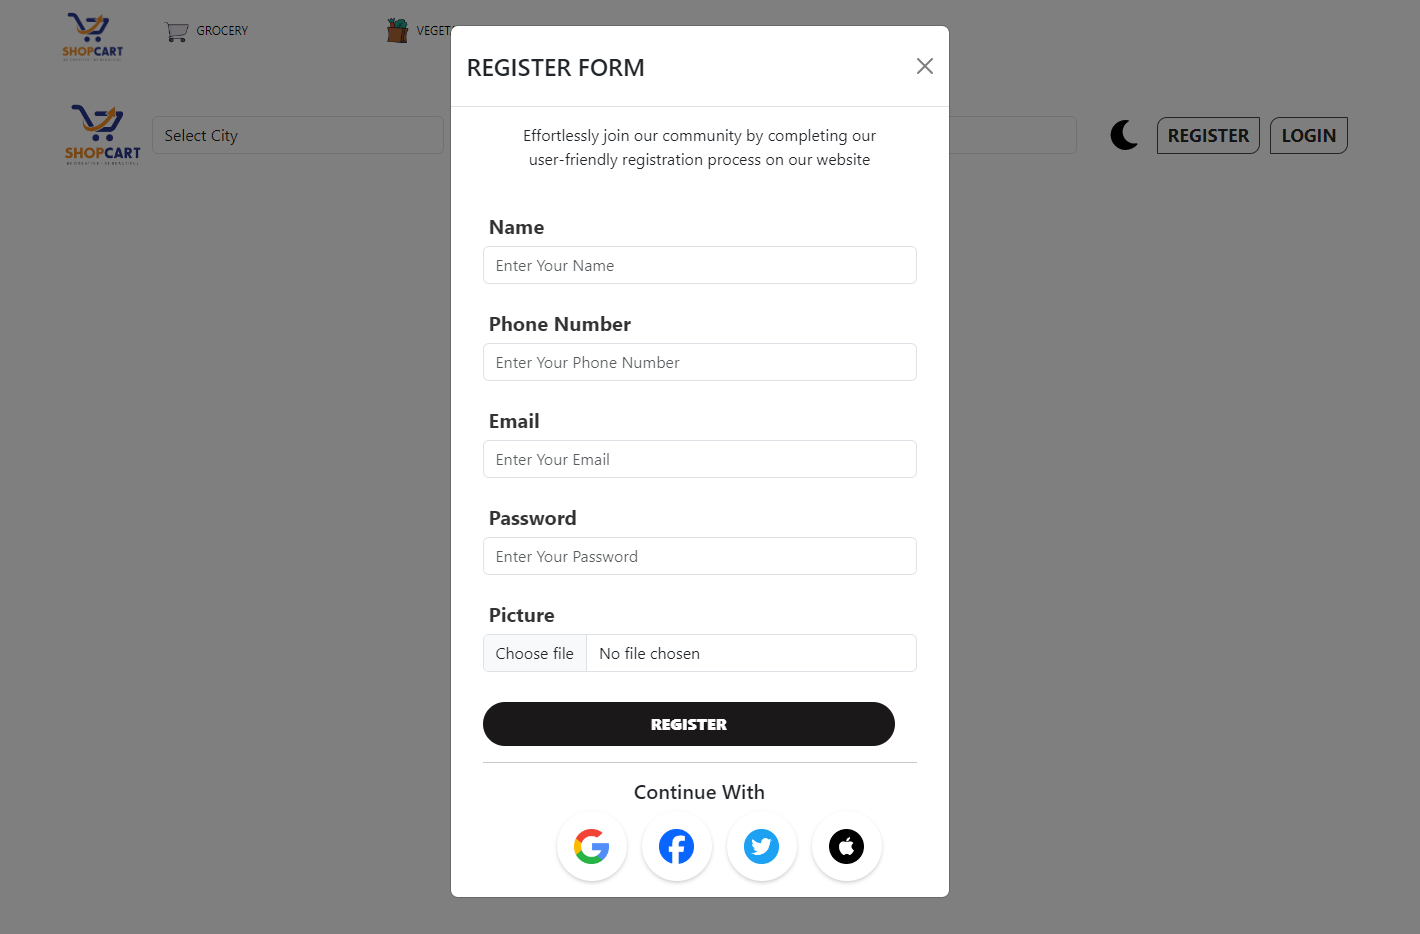 SHOPCART
GROCERY
VEGET
REGISTER FORM
SHOPCART
Select City
REGISTER
LOGIN
Effortlessly join our community by completing our
user-friendly registration process on our website
Name
Enter Your Name
Phone Number
Enter Your Phone Number
Email
Enter Your Email
Password
Enter Your Password
Picture
Choose file No file chosen
REGISTER
Continue With